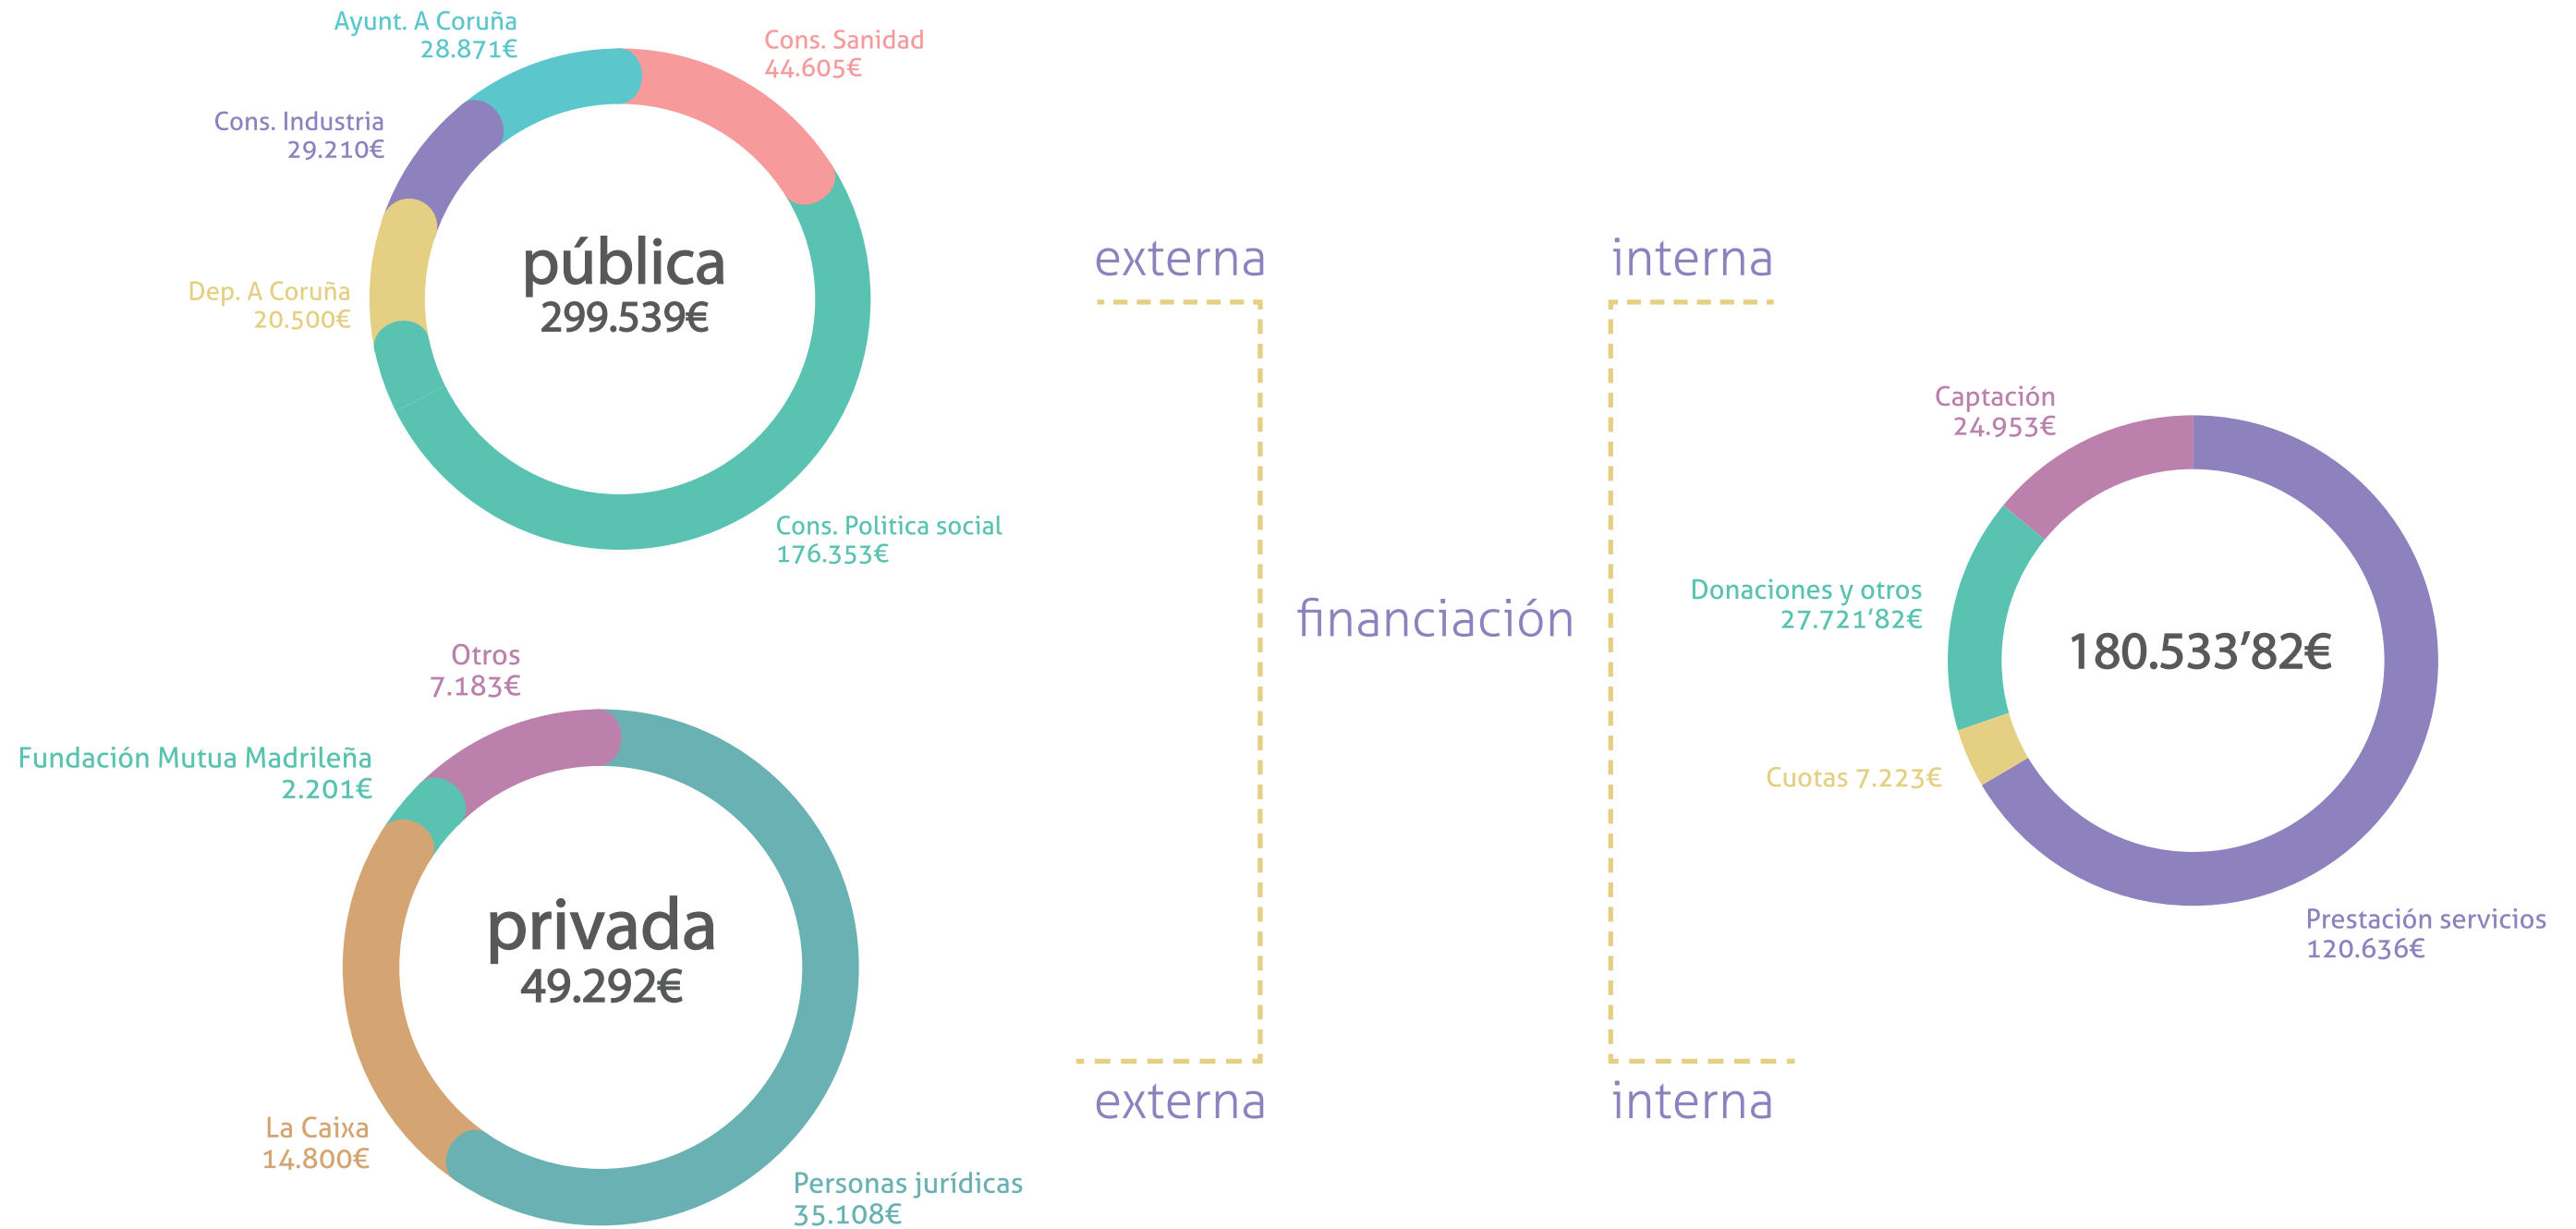 Ayunt. A Coruña
28.871€
Cons. Sanidad
44.605€
Cons. Industria
29.210€
Dep. A Coruña
20.500€
pública
299.539€
Cons. Politica social
176.353€
Otros
7.183€
Fundación Mutua Madrileña
2.201€
privada
49.292€
La Caixa
14.800€
Personas jurídicas
35.108€
externa
interna
financiación
externa
interna
Captación
24.953€
Donaciones y otros
27.721’82€
180.533’82€
Cuotas 7.223€
Prestación servicios
120.636€